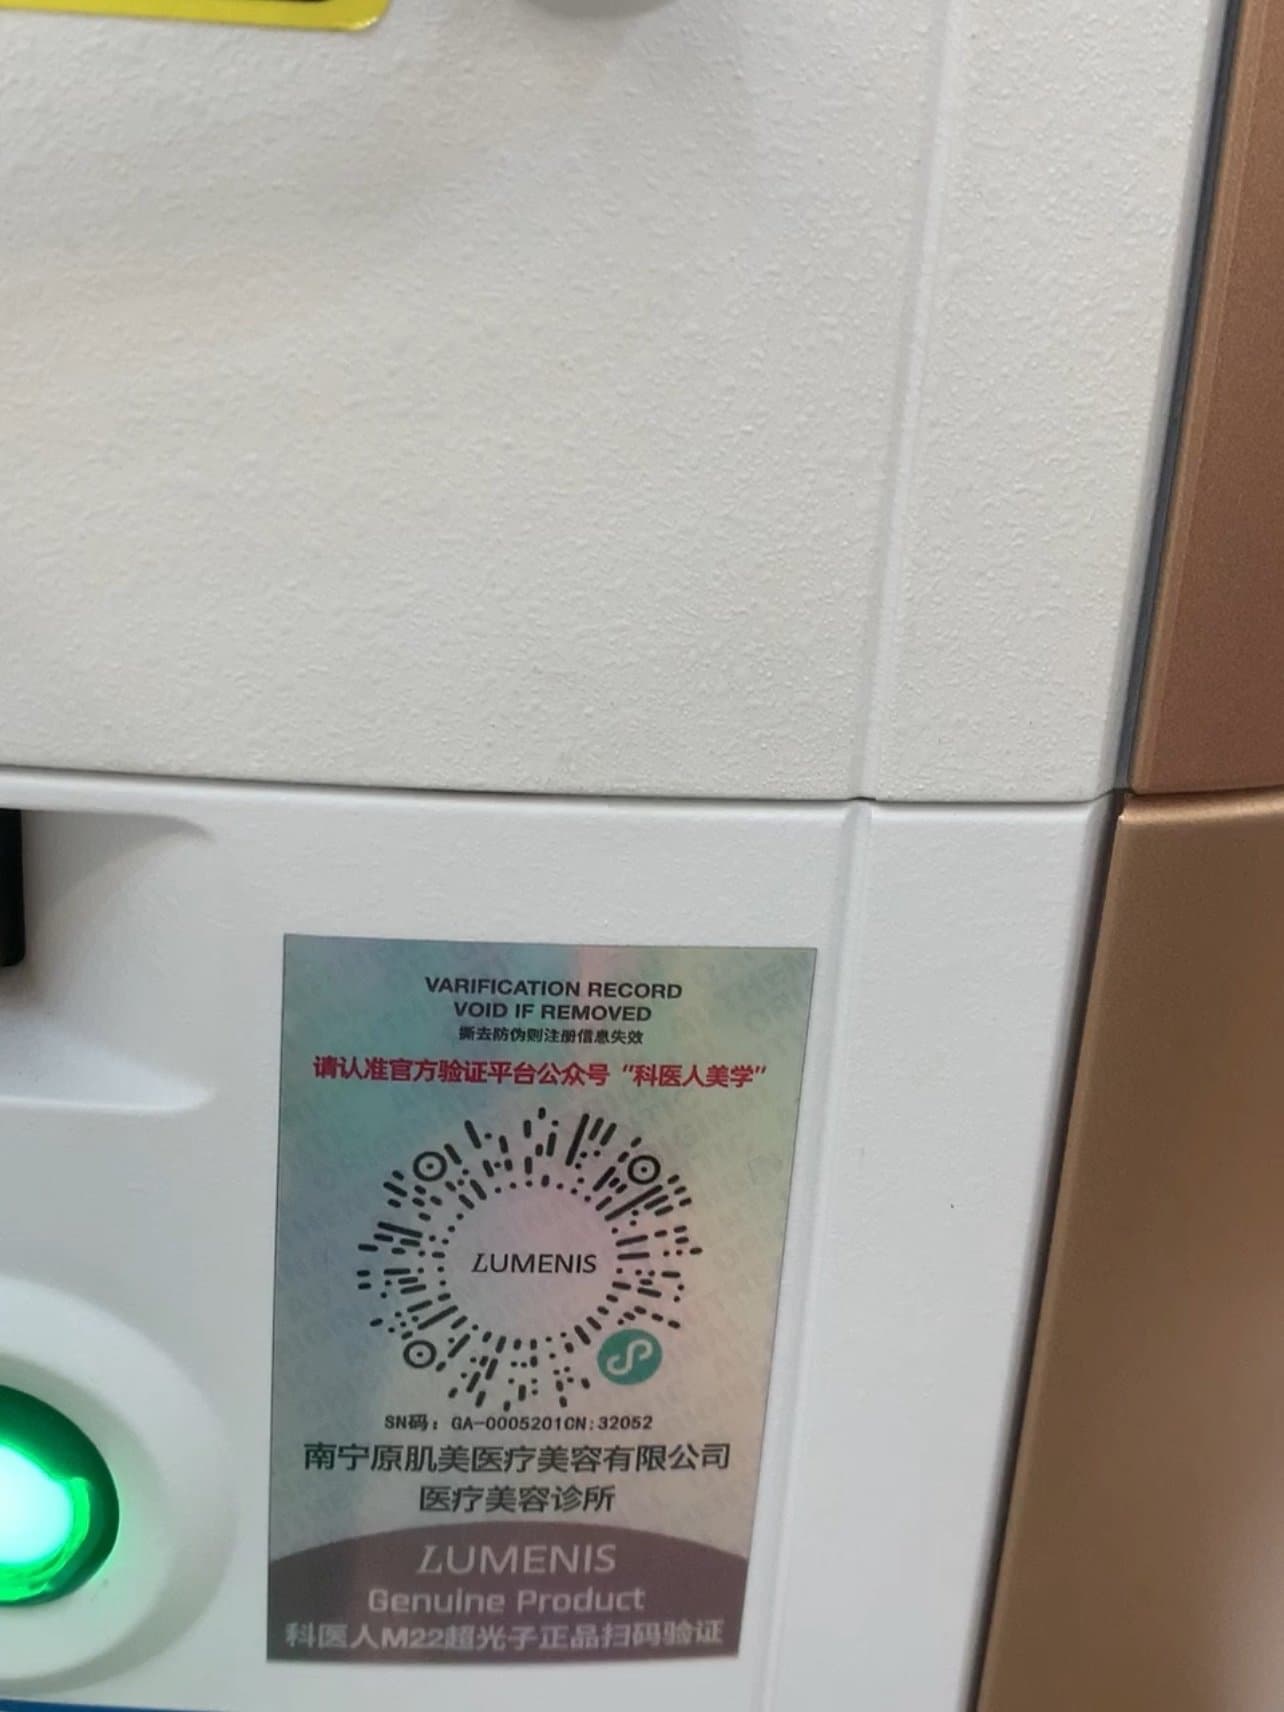 VARIFICATION RECORD
VOID IF REMOVED
撕去防伪则注册信息失效
请认准官方验证平台公众号“科医人美学”
LUMENIS
SN码：GA-0005201CN:32052
南宁原肌美医疗美容有限公司
医疗美容诊所
LUMENIS
Genuine Product
科医人M22超光子正品扫码验证